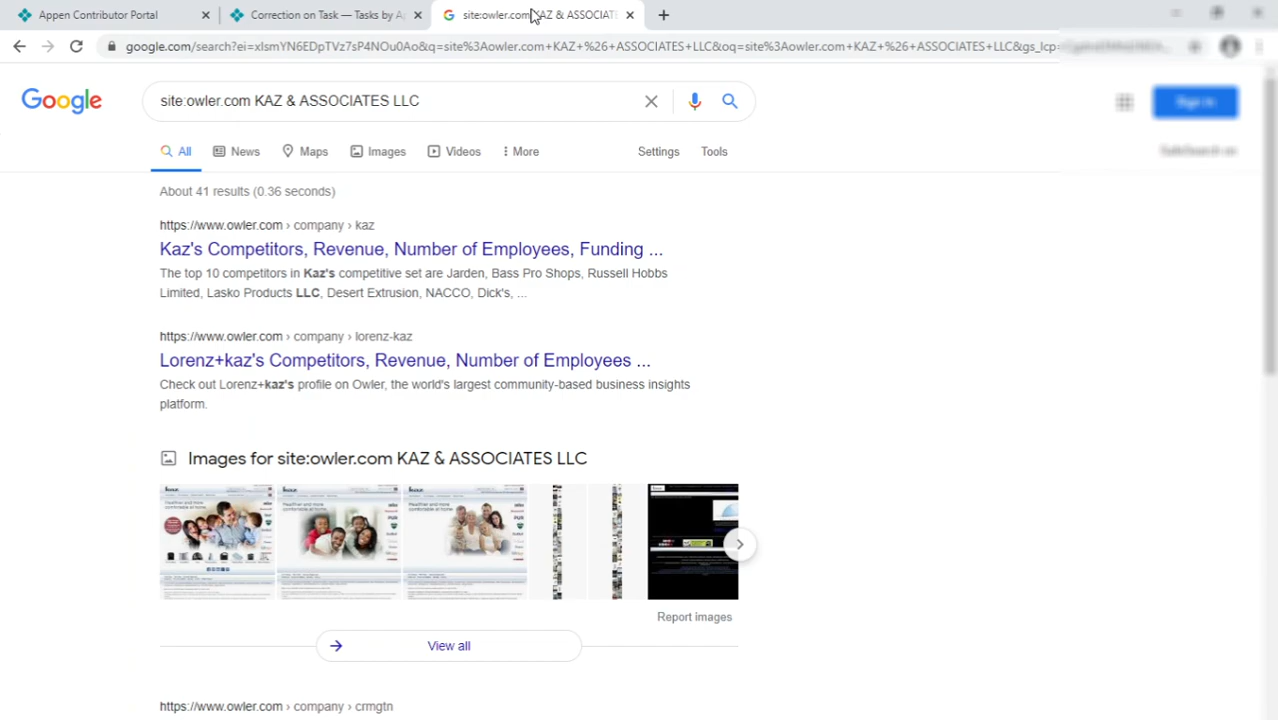 Appen Contributor Portal
Correction on Task — Tasks by Ap
site:owler.com KAZ & ASSOCIATE
google.com/search?ei=xlsmYN6EDpTVz7sP4NOu0Ao&q=site%3Aowler.com+KAZ+%26+ASSOCIATES+LLC&oq=site%3Aowler.com+KAZ+%26+ASSOCIATES+LLC&gs_lcp=
Google
site:owler.com KAZ & ASSOCIATES LLC
Sign in
All
News
Maps
Images
Videos
More
Settings
Tools
SafeSearch on
About 41 results (0.36 seconds)
https://www.owler.com › company › kaz
Kaz's Competitors, Revenue, Number of Employees, Funding ...
The top 10 competitors in Kaz's competitive set are Jarden, Bass Pro Shops, Russell Hobbs
Limited, Lasko Products LLC, Desert Extrusion, NACCO, Dick's, ...
https://www.owler.com › company › lorenz-kaz
Lorenz+kaz's Competitors, Revenue, Number of Employees ...
Check out Lorenz+kaz's profile on Owler, the world's largest community-based business insights
platform.
Images for site:owler.com KAZ & ASSOCIATES LLC
Report images
View all
https://www.owler.com › company › crmgtn